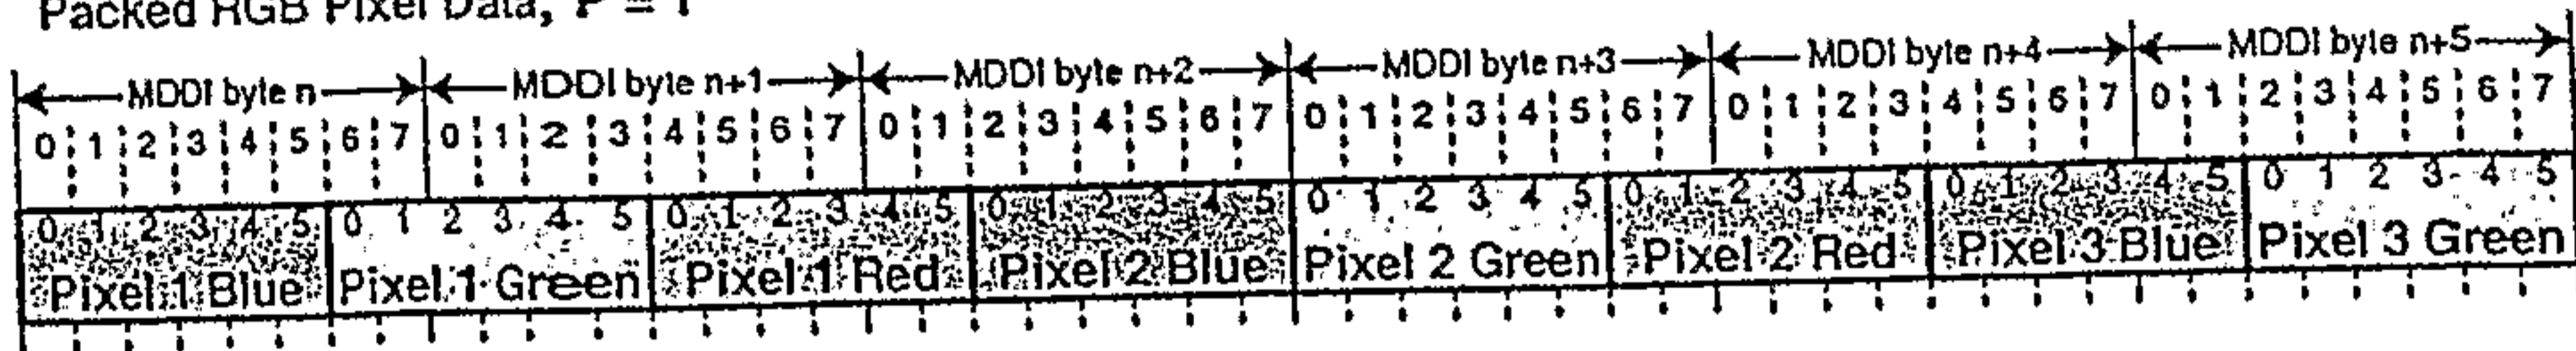 Packed RGB Pixel Data, P = 1
MDDI byte n MDDI byte n+1 MDDI byte n+2 MDDI byte n+3 MDDI byte n+4 MDDI byte n+5
0 1 2 3 4 5 6 7 0 1 2 3 4 5 6 7 0 1 2 3 4 5 6 7 0 1 2 3 4 5 6 7 0 1 2 3 4 5 6 7 0 1 2 3 4 5 6 7
0 1 2 3 4 5 0 1 2 3 4 5 0 1 2 3 4 5 0 1 2 3 4 5 0 1 2 3 4 5 0 1 2 3 4 5 0 1 2 3 4 5 0 1 2 3 4 5
Pixel 1 Blue Pixel 1 Green Pixel 1 Red Pixel 2 Blue Pixel 2 Green Pixel 2 Red Pixel 3 Blue Pixel 3 Green